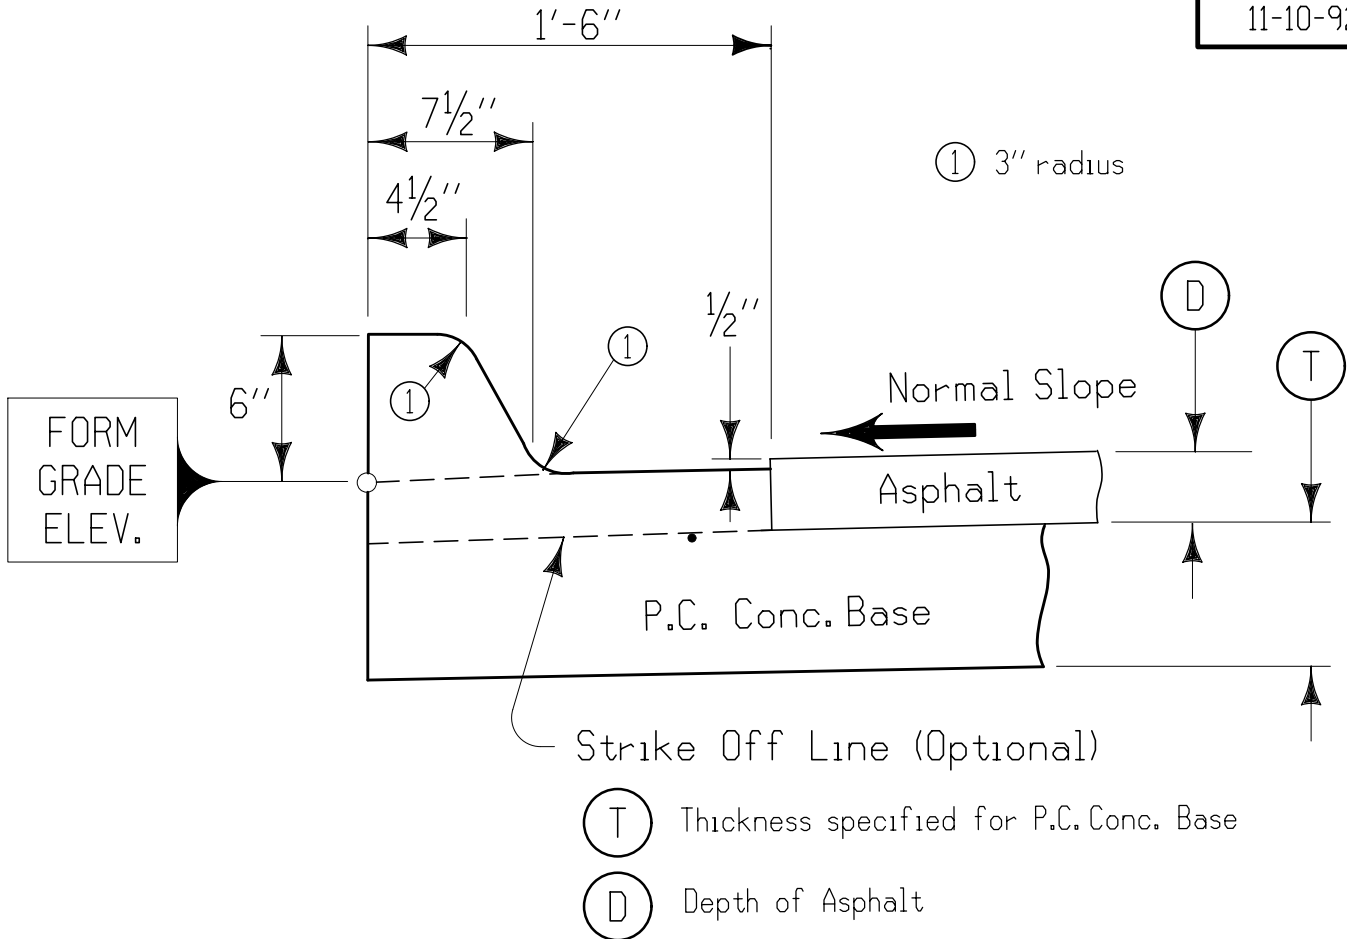 11-10-92
1'-6"
7½"
4½"
① 3" radius
½"
D
T
①
①
6"
Normal Slope
FORM
GRADE
ELEV.
Asphalt
P.C. Conc. Base
Strike Off Line (Optional)
T Thickness specified for P.C. Conc. Base
D Depth of Asphalt